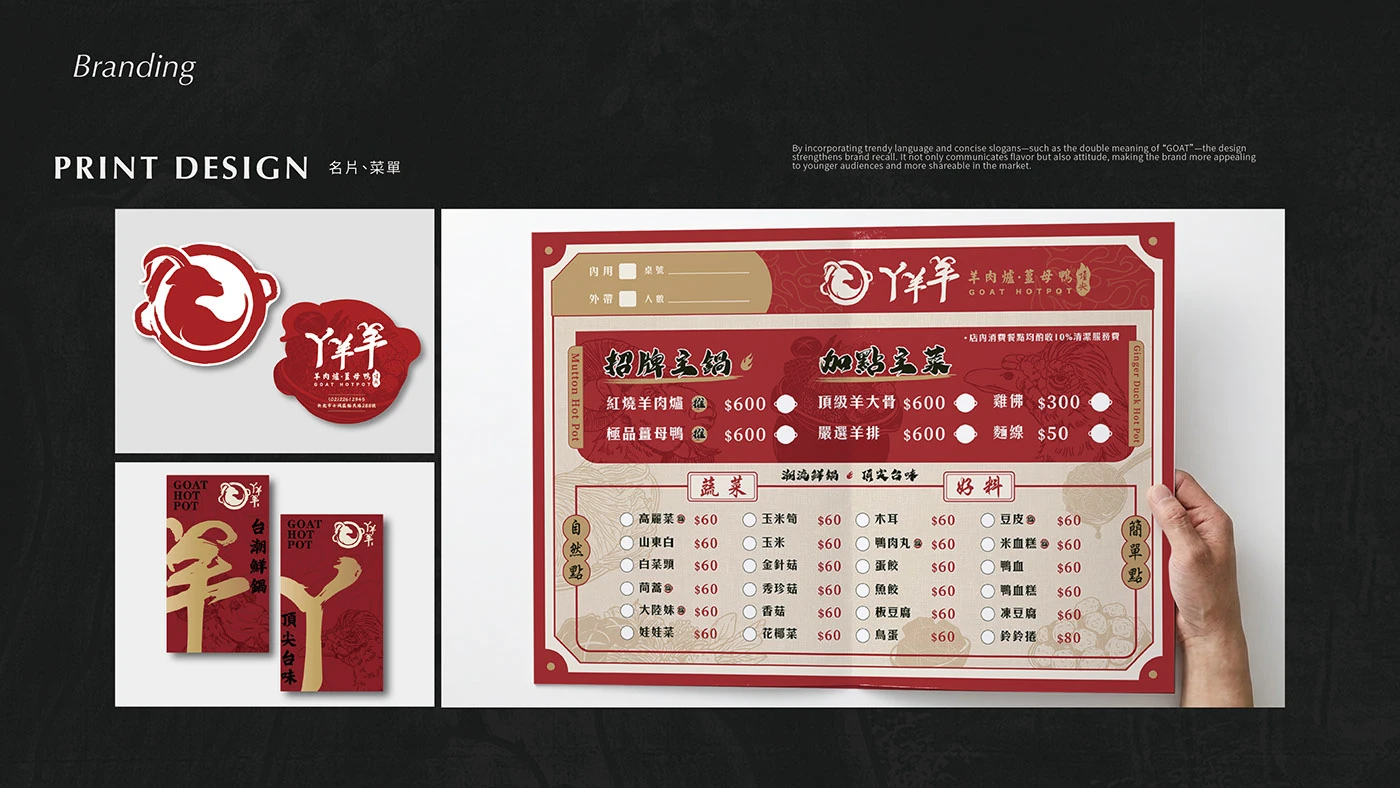 Branding
PRINT DESIGN 名片、菜單
By incorporating trendy language and concise slogans—such as the double meaning of “GOAT”—the design
strengthens brand recall. It not only communicates flavor but also attitude, making the brand more appealing
to younger audiences and more shareable in the market.
丫羊羊
羊肉爐·薑母鴨
GOAT HOTPOT
GOAT
HOT
POT
羊
台潮鮮鍋
GOAT
HOT
POT
丫
頂尖台味
內用 桌號
外帶 人數
丫羊羊
羊肉爐·薑母鴨
GOAT HOTPOT
•店內消費餐點均酌收10%清潔服務費
Mutton Hot Pot
招牌主鍋
紅燒羊肉爐 推 $600
極品薑母鴨 推 $600
加點主菜
頂級羊大骨 $600 雞佛 $300
嚴選羊排 $600 麵線 $50
Ginger Duck Hot Pot
潮流鮮鍋 頂尖台味
蔬菜
好料
自然點
高麗菜 $60 玉米筍 $60 木耳 $60 豆皮 $60
山東白 $60 玉米 $60 鴨肉丸 $60 米血糕 $60
白菜頭 $60 金針菇 $60 蛋餃 $60 鴨血 $60
茼蒿 $60 秀珍菇 $60 魚餃 $60 鴨血糕 $60
大陸妹 $60 香菇 $60 板豆腐 $60 凍豆腐 $60
娃娃菜 $60 花椰菜 $60 鳥蛋 $60 鈴鈴捲 $80
簡單點